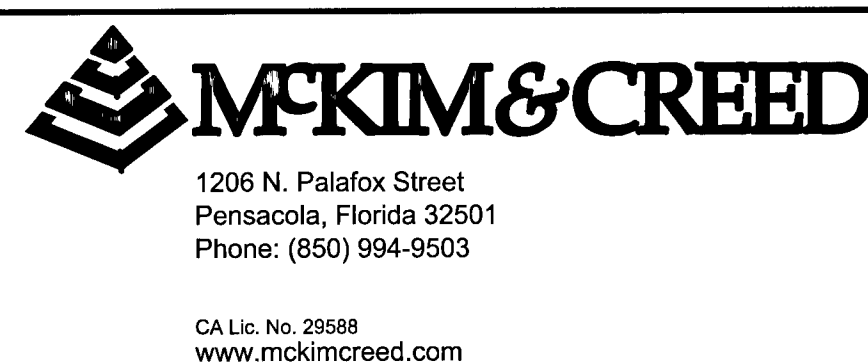 McKIM&CREED
1206 N. Palafox Street
Pensacola, Florida 32501
Phone: (850) 994-9503
CA Lic. No. 29588
www.mckimcreed.com